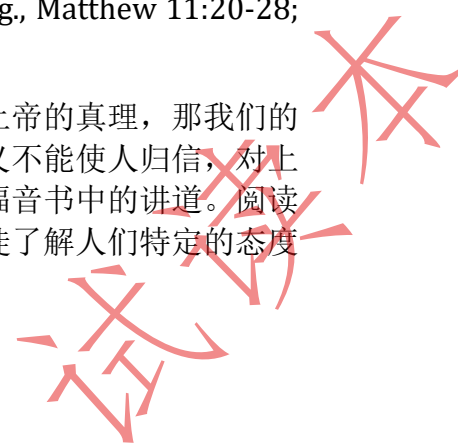 g., Matthew 11:20-28;
上帝的真理，那我们的
义不能使人归信，对上
福音书中的讲道。阅读
徒了解人们特定的态度
试读本